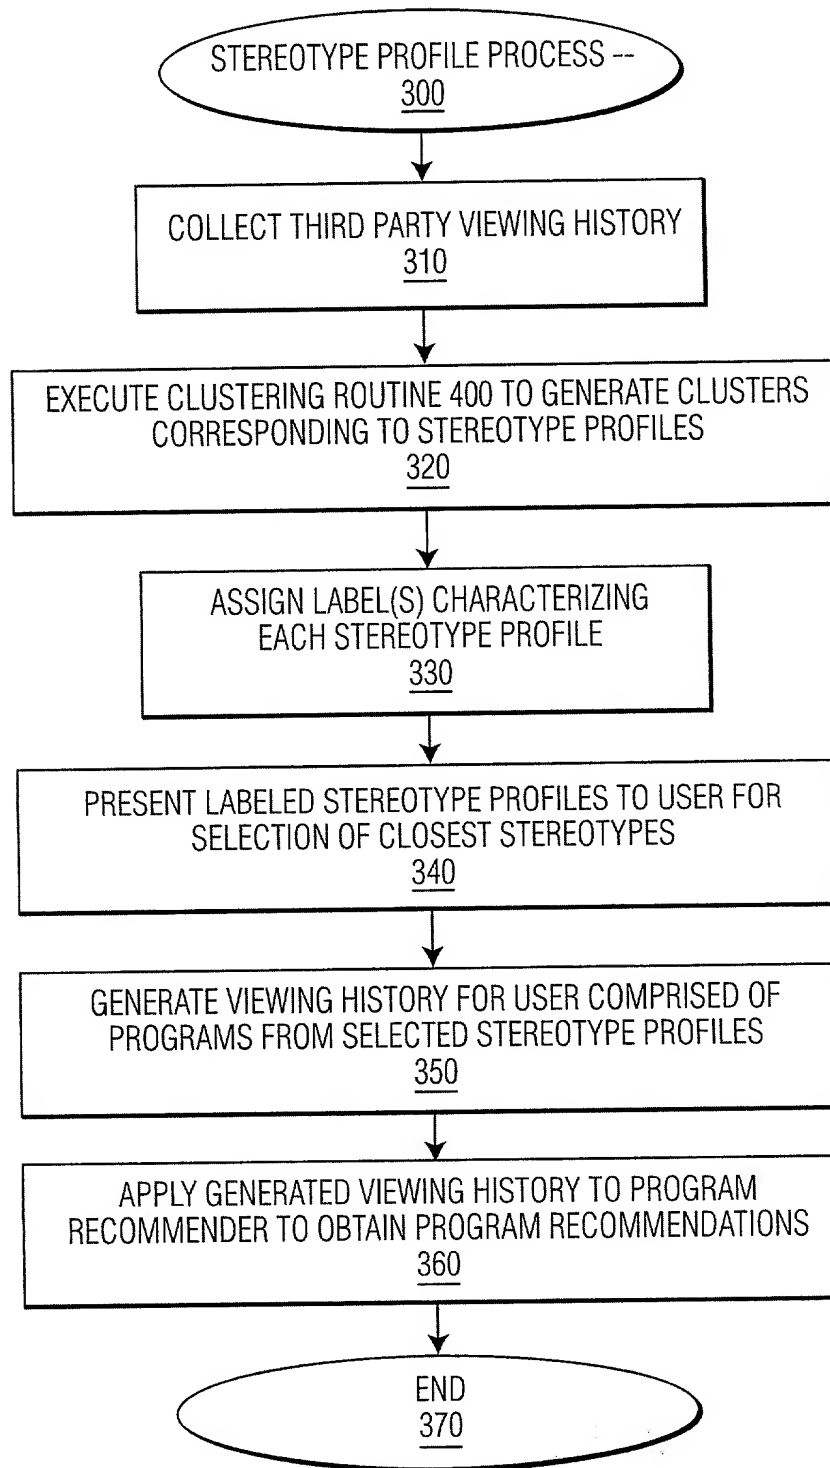 STEREOTYPE PROFILE PROCESS --
300
COLLECT THIRD PARTY VIEWING HISTORY
310
EXECUTE CLUSTERING ROUTINE 400 TO GENERATE CLUSTERS
CORRESPONDING TO STEREOTYPE PROFILES
320
ASSIGN LABEL(S) CHARACTERIZING
EACH STEREOTYPE PROFILE
330
PRESENT LABELED STEREOTYPE PROFILES TO USER FOR
SELECTION OF CLOSEST STEREOTYPES
340
GENERATE VIEWING HISTORY FOR USER COMPRISED OF
PROGRAMS FROM SELECTED STEREOTYPE PROFILES
350
APPLY GENERATED VIEWING HISTORY TO PROGRAM
RECOMMENDER TO OBTAIN PROGRAM RECOMMENDATIONS
360
END
370